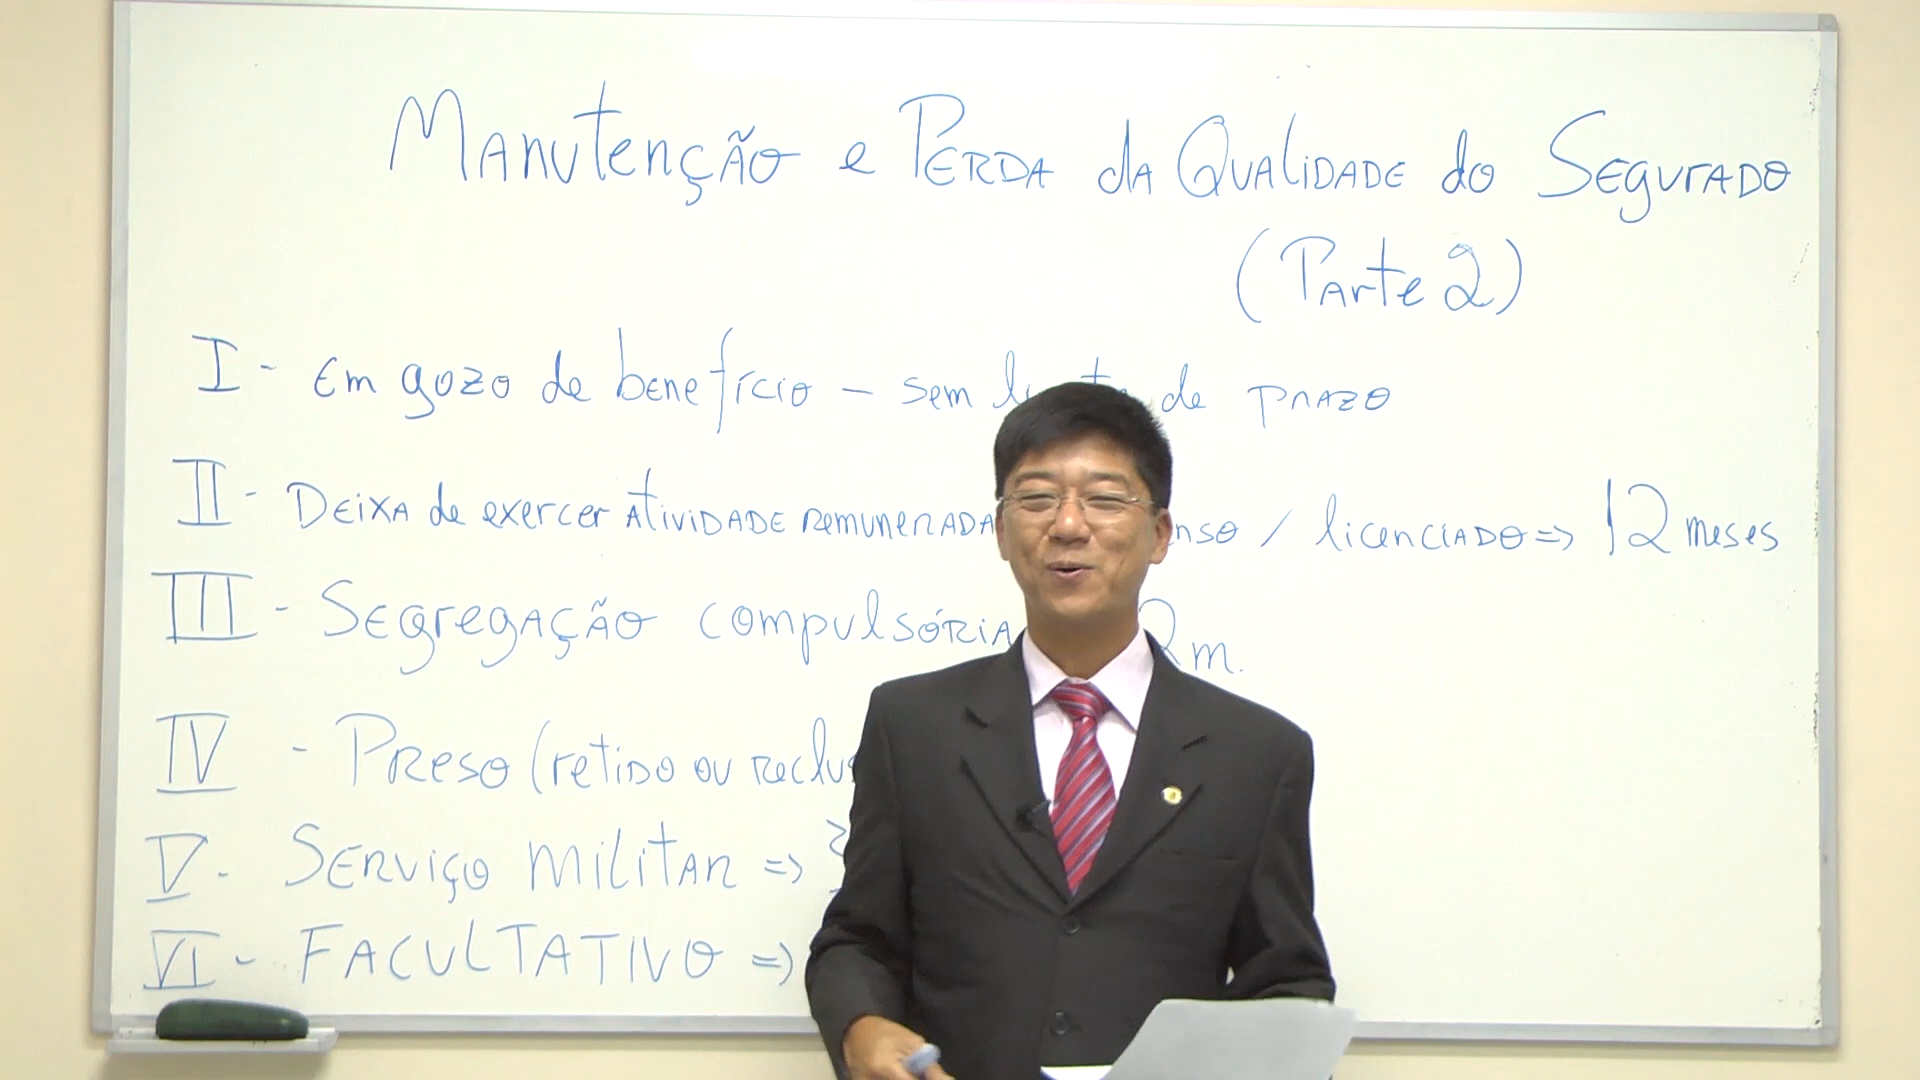 Manutenção e Perda da Qualidade do Segurado
(Parte 2)
I - Em gozo de benefício - sem de prazo
II - Deixa de exercer atividade remunerada / licenciado => 12 meses
III - Segregação compulsória m.
IV - Preso (retido ou
V - Serviço militar =>
VI - FACULTATIVO =>